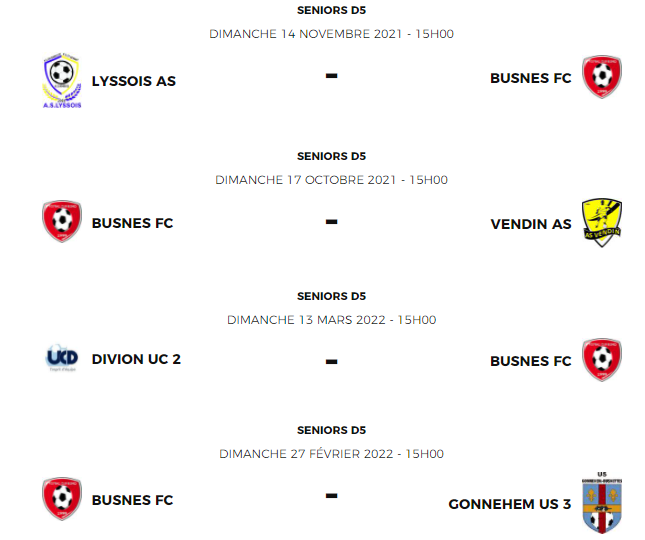 SENIORS D5
DIMANCHE 14 NOVEMBRE 2021 - 15H00
LYSSOIS AS
-
BUSNES FC
A.S.LYSSOIS
SENIORS D5
DIMANCHE 17 OCTOBRE 2021 - 15H00
BUSNES FC
-
VENDIN AS
AS VENDIN
SENIORS D5
DIMANCHE 13 MARS 2022 - 15H00
UCD
DIVION UC 2
-
BUSNES FC
SENIORS D5
DIMANCHE 27 FÉVRIER 2022 - 15H00
BUSNES FC
-
GONNEHEM US 3
US